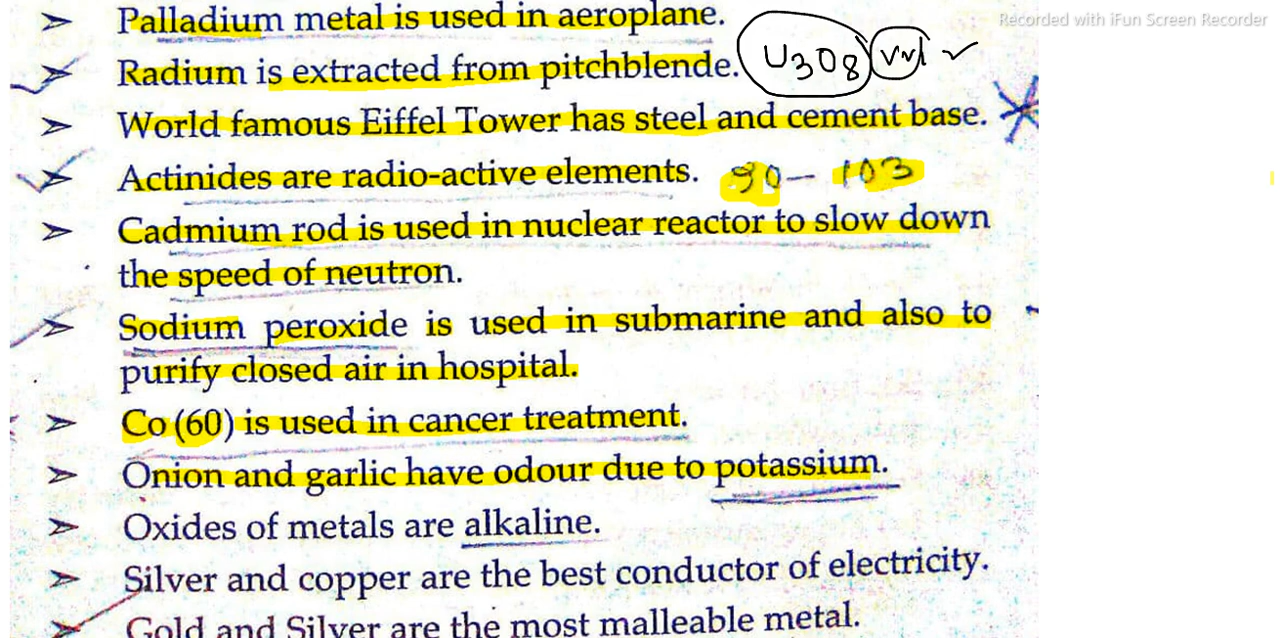 Recorded with iFun Screen Recorder
➢ Palladium metal is used in aeroplane.
➢ Radium is extracted from pitchblende. U3O8
➢ World famous Eiffel Tower has steel and cement base.
➢ Actinides are radio-active elements. 90 - 103
➢ Cadmium rod is used in nuclear reactor to slow down
the speed of neutron.
➢ Sodium peroxide is used in submarine and also to
purify closed air in hospital.
➢ Co (60) is used in cancer treatment.
➢ Onion and garlic have odour due to potassium.
➢ Oxides of metals are alkaline.
➢ Silver and copper are the best conductor of electricity.
➢ Gold and Silver are the most malleable metal.